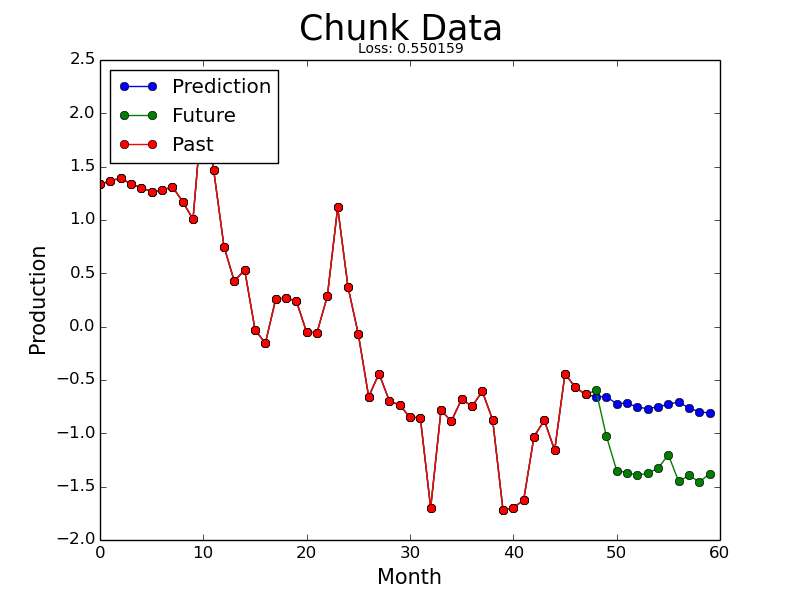 Chunk Data
Loss: 0.550159
Prediction
Future
Past
Production
2.5
2.0
1.5
1.0
0.5
0.0
−0.5
−1.0
−1.5
−2.0
0 10 20 30 40 50 60
Month